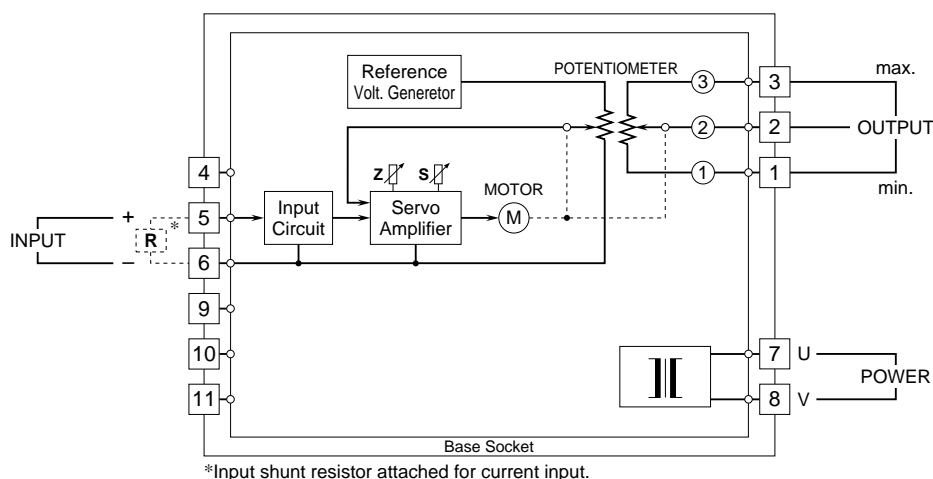 Reference
Volt. Generetor
POTENTIOMETER
3
3
max.
2
2
OUTPUT
1
1
min.
4
Z
S
MOTOR
INPUT
+
R
*
5
Input
Circuit
Servo
Amplifier
M
–
6
9
10
11
7
U
POWER
8
V
Base Socket
*Input shunt resistor attached for current input.